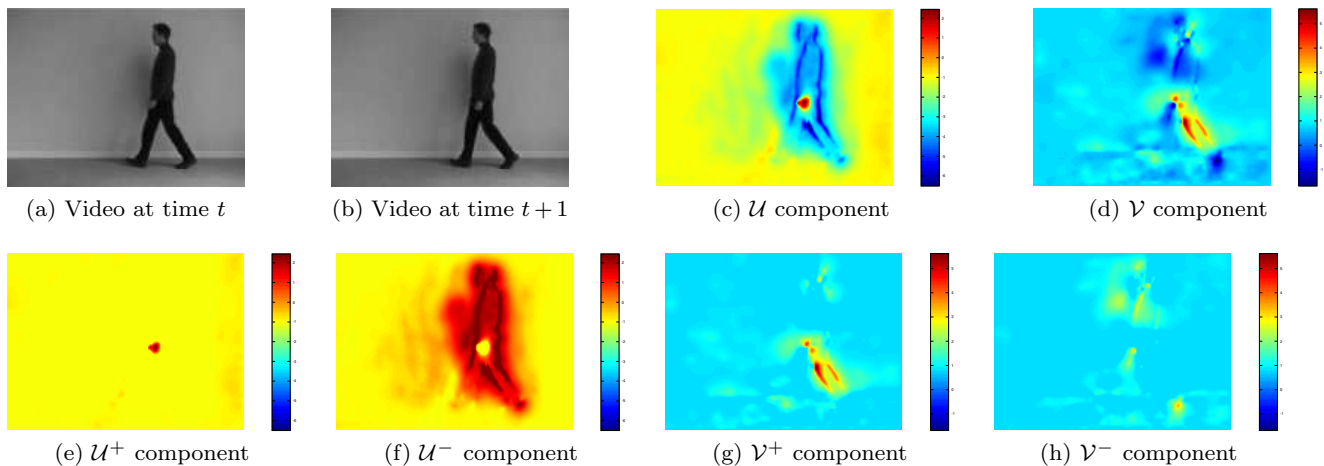 (a) Video at time t
(b) Video at time t + 1
(c) 𝒰 component
(d) 𝒱 component
(e) 𝒰⁺ component
(f) 𝒰⁻ component
(g) 𝒱⁺ component
(h) 𝒱⁻ component